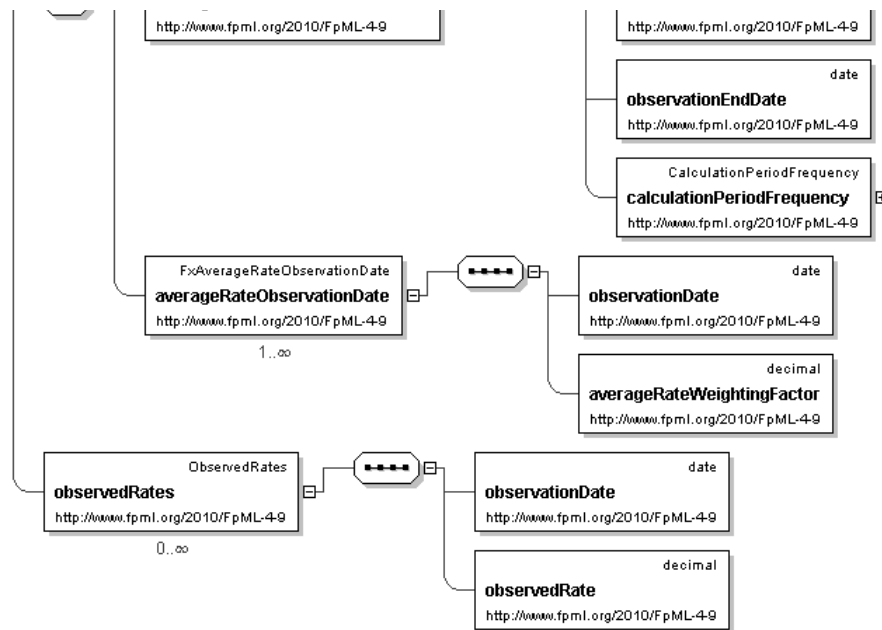 http://www.fpml.org/2010/FpML-4-9
http://www.fpml.org/2010/FpML-4-9
date
observationEndDate
http://www.fpml.org/2010/FpML-4-9
CalculationPeriodFrequency
calculationPeriodFrequency
http://www.fpml.org/2010/FpML-4-9
FxAverageRateObservationDate
averageRateObservationDate
http://www.fpml.org/2010/FpML-4-9
1..∞
date
observationDate
http://www.fpml.org/2010/FpML-4-9
decimal
averageRateWeightingFactor
http://www.fpml.org/2010/FpML-4-9
ObservedRates
observedRates
http://www.fpml.org/2010/FpML-4-9
0..∞
date
observationDate
http://www.fpml.org/2010/FpML-4-9
decimal
observedRate
http://www.fpml.org/2010/FpML-4-9